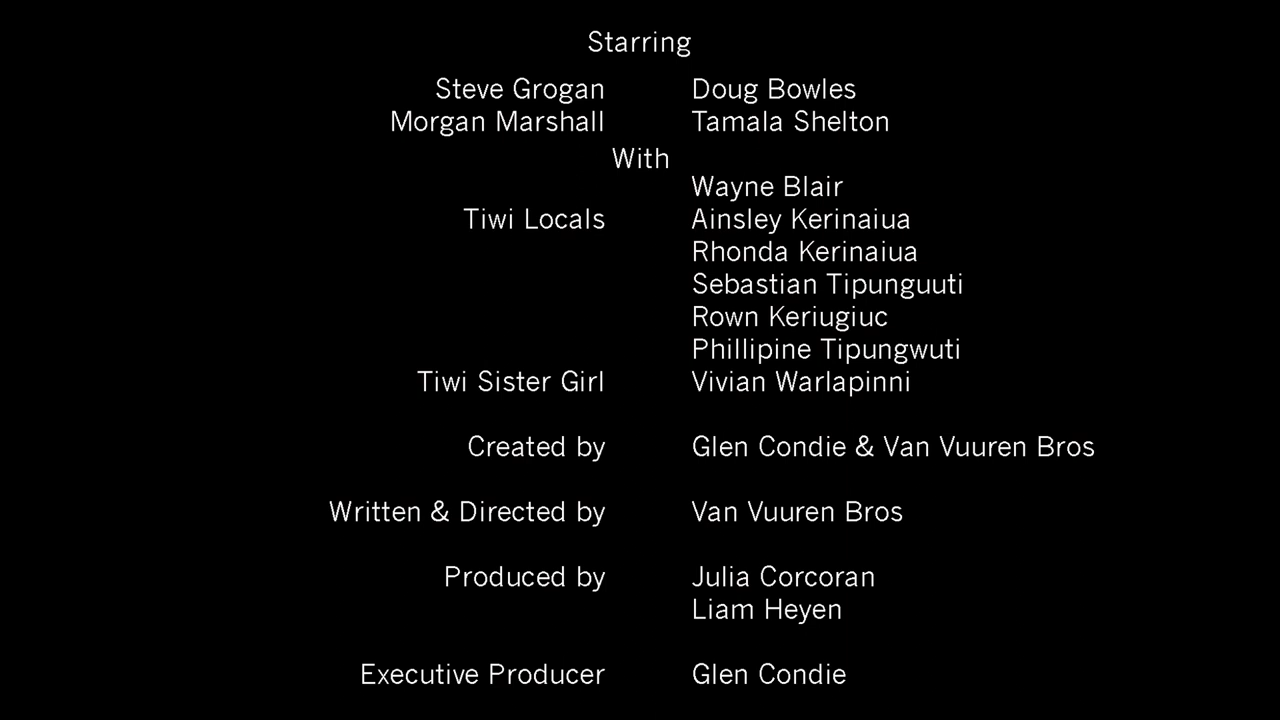 Starring
Steve Grogan Doug Bowles
Morgan Marshall Tamala Shelton
With
Wayne Blair
Tiwi Locals Ainsley Kerinaiua
Rhonda Kerinaiua
Sebastian Tipunguuti
Rown Keriugiuc
Phillipine Tipungwuti
Tiwi Sister Girl Vivian Warlapinni
Created by Glen Condie & Van Vuuren Bros
Written & Directed by Van Vuuren Bros
Produced by Julia Corcoran
Liam Heyen
Executive Producer Glen Condie